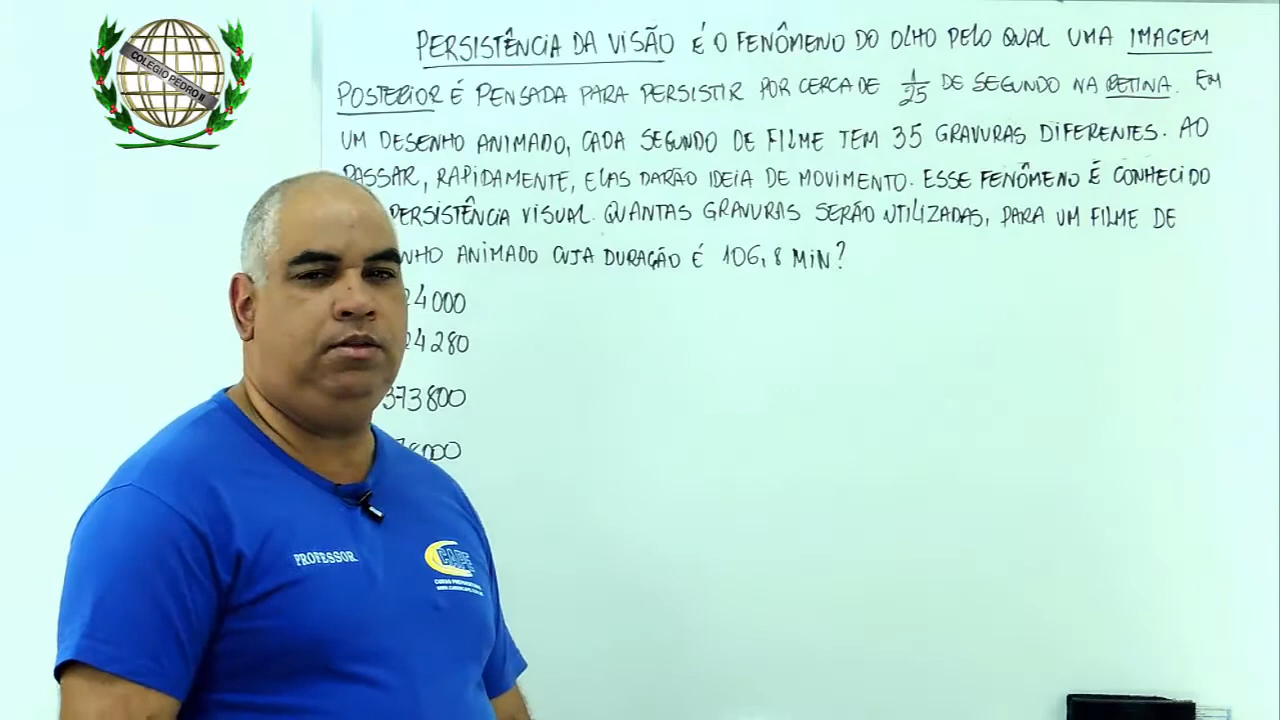 COLÉGIO PEDRO II
PERSISTÊNCIA DA VISÃO É O FENÔMENO DO OLHO PELO QUAL UMA IMAGEM
POSTERIOR É PENSADA PARA PERSISTIR POR CERCA DE 1/25 DE SEGUNDO NA RETINA. EM
UM DESENHO ANIMADO, CADA SEGUNDO DE FILME TEM 35 GRAVURAS DIFERENTES. AO
PASSAR, RAPIDAMENTE, ELAS DARÃO IDEIA DE MOVIMENTO. ESSE FENÔMENO É CONHECIDO
PERSISTÊNCIA VISUAL. QUANTAS GRAVURAS SERÃO UTILIZADAS, PARA UM FILME DE
NHO ANIMADO CUJA DURAÇÃO É 106,8 MIN?
24000
24280
373800
000
PROFESSOR
CAPE